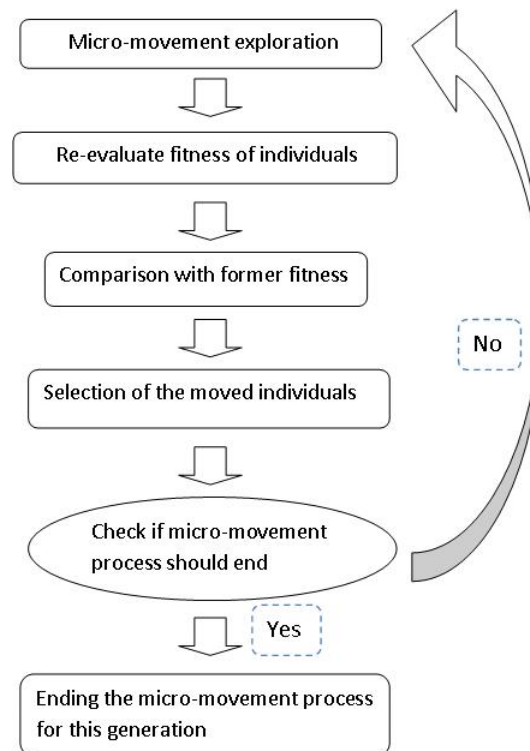 Micro-movement exploration
Re-evaluate fitness of individuals
Comparison with former fitness
No
Selection of the moved individuals
Check if micro-movement
process should end
Yes
Ending the micro-movement process
for this generation